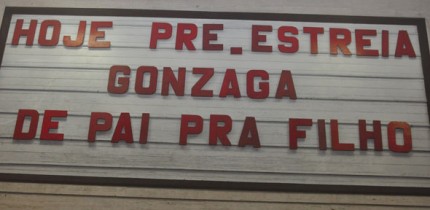 HOJE PRE_ESTREIA
GONZAGA
DE PAI PRA FILHO